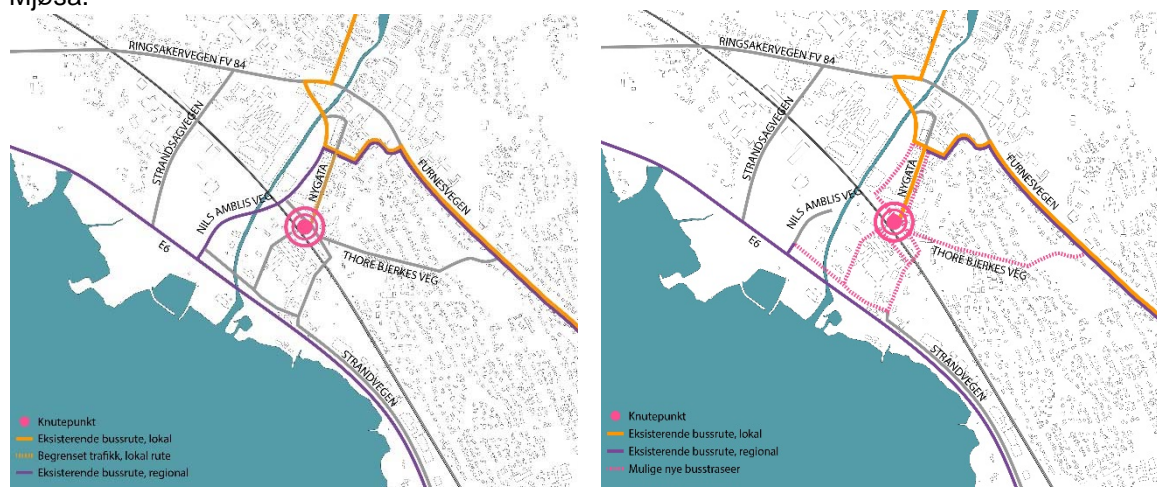 Mjøsa.
RINGSAKERVEGEN FV 84
STRANDSAGVEGEN
NILS AMBLIS VEG
NYGATA
FURNESVEGEN
E6
THORE BJERKES VEG
STRANDVEGEN
Knutepunkt
Eksisterende bussrute, lokal
Begrenset trafikk, lokal rute
Eksisterende bussrute, regional
RINGSAKERVEGEN FV 84
STRANDSAGVEGEN
NILS AMBLIS VEG
NYGATA
FURNESVEGEN
E6
THORE BJERKES VEG
STRANDVEGEN
Knutepunkt
Eksisterende bussrute, lokal
Eksisterende bussrute, regional
Mulige nye busstraseer